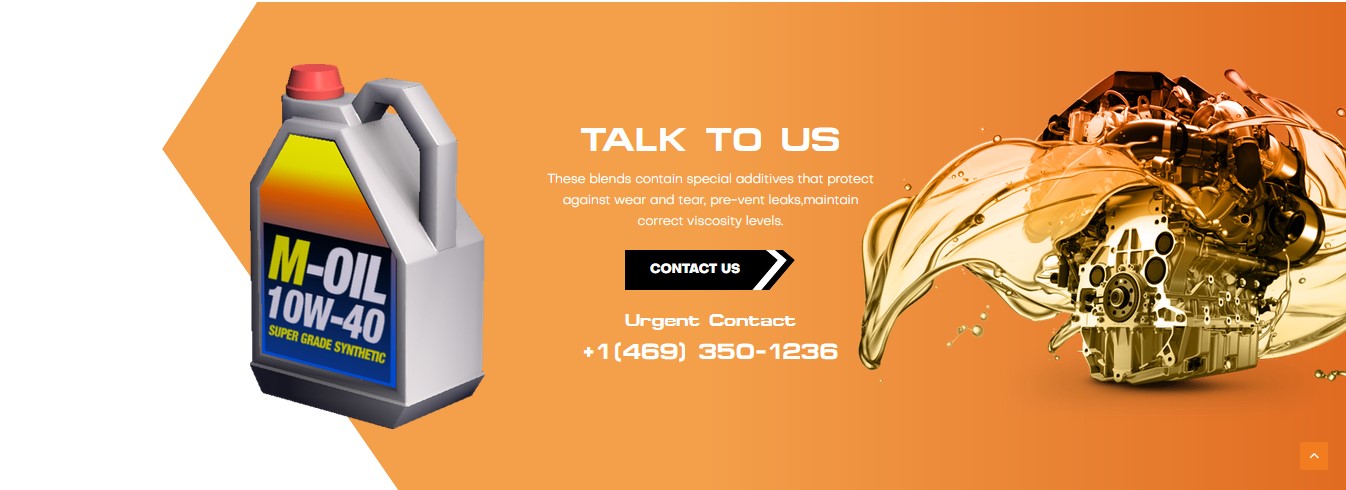 M-OIL
10W-40
SUPER GRADE SYNTHETIC
TALK TO US
These blends contain special additives that protect
against wear and tear, pre-vent leaks,maintain
correct viscosity levels.
CONTACT US
Urgent Contact
+1(469) 350-1236